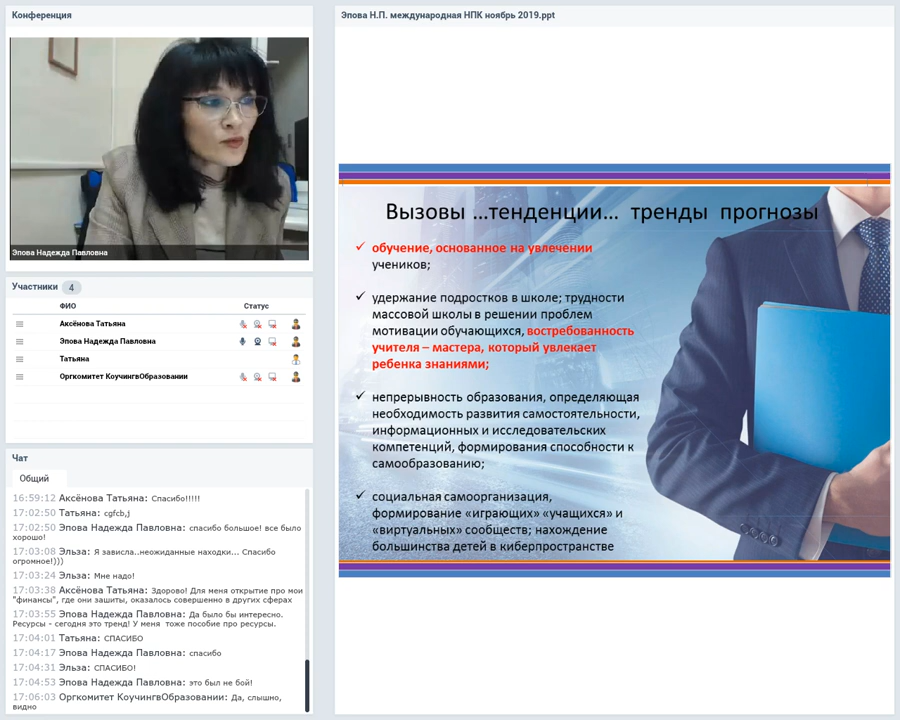 Конференция
Эпова Надежда Павловна
Участники 4
ФИО Статус
Аксёнова Татьяна
Эпова Надежда Павловна
Татьяна
Оргкомитет КоучингвОбразовании
Чат
Общий
16:59:12 Аксёнова Татьяна: Спасибо!!!!!
17:02:50 Татьяна: cgfcb,j
17:02:50 Эпова Надежда Павловна: спасибо большое! все было
хорошо!
17:03:08 Эльза: Я зависла..неожиданные находки... Спасибо
огромное!)))
17:03:24 Эльза: Мне надо!
17:03:38 Аксёнова Татьяна: Здорово! Для меня открытие про мои
"финансы", где они зашиты, оказалось совершенно в других сферах
17:03:55 Эпова Надежда Павловна: Да было бы интересно.
Ресурсы - сегодня это тренд! У меня тоже пособие про ресурсы.
17:04:01 Татьяна: СПАСИБО
17:04:17 Эпова Надежда Павловна: спасибо
17:04:31 Эльза: СПАСИБО!
17:04:53 Эпова Надежда Павловна: это был не бой!
17:06:03 Оргкомитет КоучингвОбразовании: Да, слышно,
видно
Эпова Н.П. международная НПК ноябрь 2019.ppt
Вызовы ...тенденции... тренды прогнозы
обучение, основанное на увлечении
учеников;
удержание подростков в школе; трудности
массовой школы в решении проблем
мотивации обучающихся, востребованность
учителя – мастера, который увлекает
ребенка знаниями;
непрерывность образования, определяющая
необходимость развития самостоятельности,
информационных и исследовательских
компетенций, формирования способности к
самообразованию;
социальная самоорганизация,
формирование «играющих» «учащихся» и
«виртуальных» сообществ; нахождение
большинства детей в киберпространстве